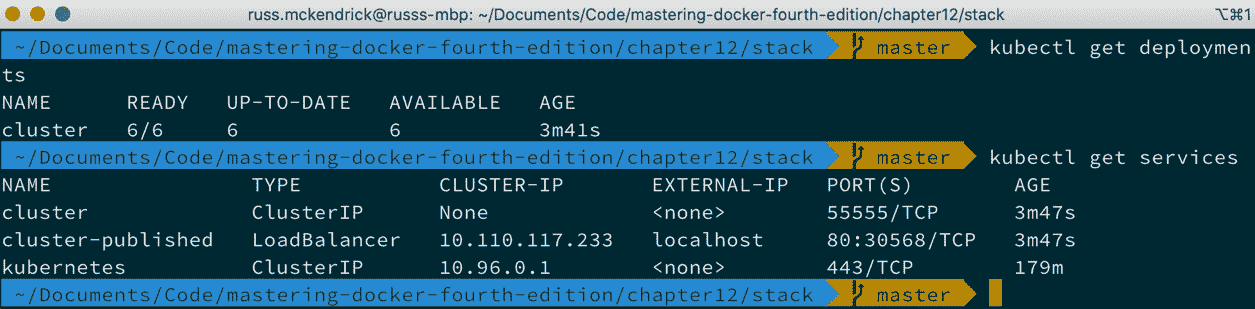 russ.mckendrick@russs-mbp: ~/Documents/Code/mastering-docker-fourth-edition/chapter12/stack ⌥⌘1
~/Documents/Code/mastering-docker-fourth-edition/chapter12/stack master kubectl get deploymen
ts
NAME READY UP-TO-DATE AVAILABLE AGE
cluster 6/6 6 6 3m41s
~/Documents/Code/mastering-docker-fourth-edition/chapter12/stack master kubectl get services
NAME TYPE CLUSTER-IP EXTERNAL-IP PORT(S) AGE
cluster ClusterIP None <none> 55555/TCP 3m47s
cluster-published LoadBalancer 10.110.117.233 localhost 80:30568/TCP 3m47s
kubernetes ClusterIP 10.96.0.1 <none> 443/TCP 179m
~/Documents/Code/mastering-docker-fourth-edition/chapter12/stack master